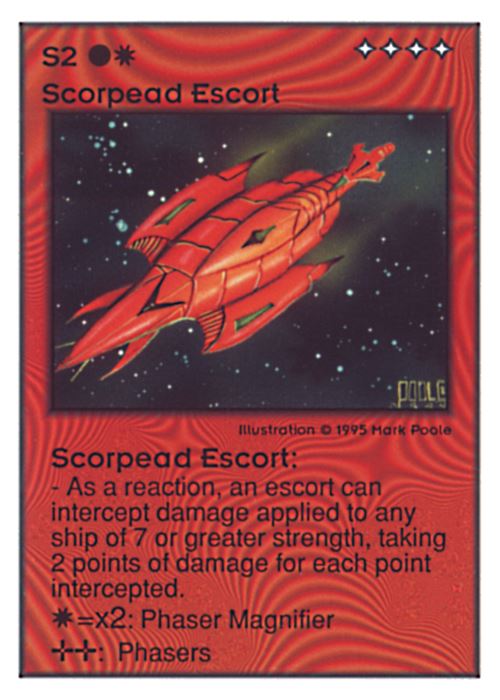 S2
Scorpead Escort
POOLE
Illustration © 1995 Mark Poole
Scorpead Escort:
- As a reaction, an escort can
intercept damage applied to any
ship of 7 or greater strength, taking
2 points of damage for each point
intercepted.
=x2: Phaser Magnifier
: Phasers